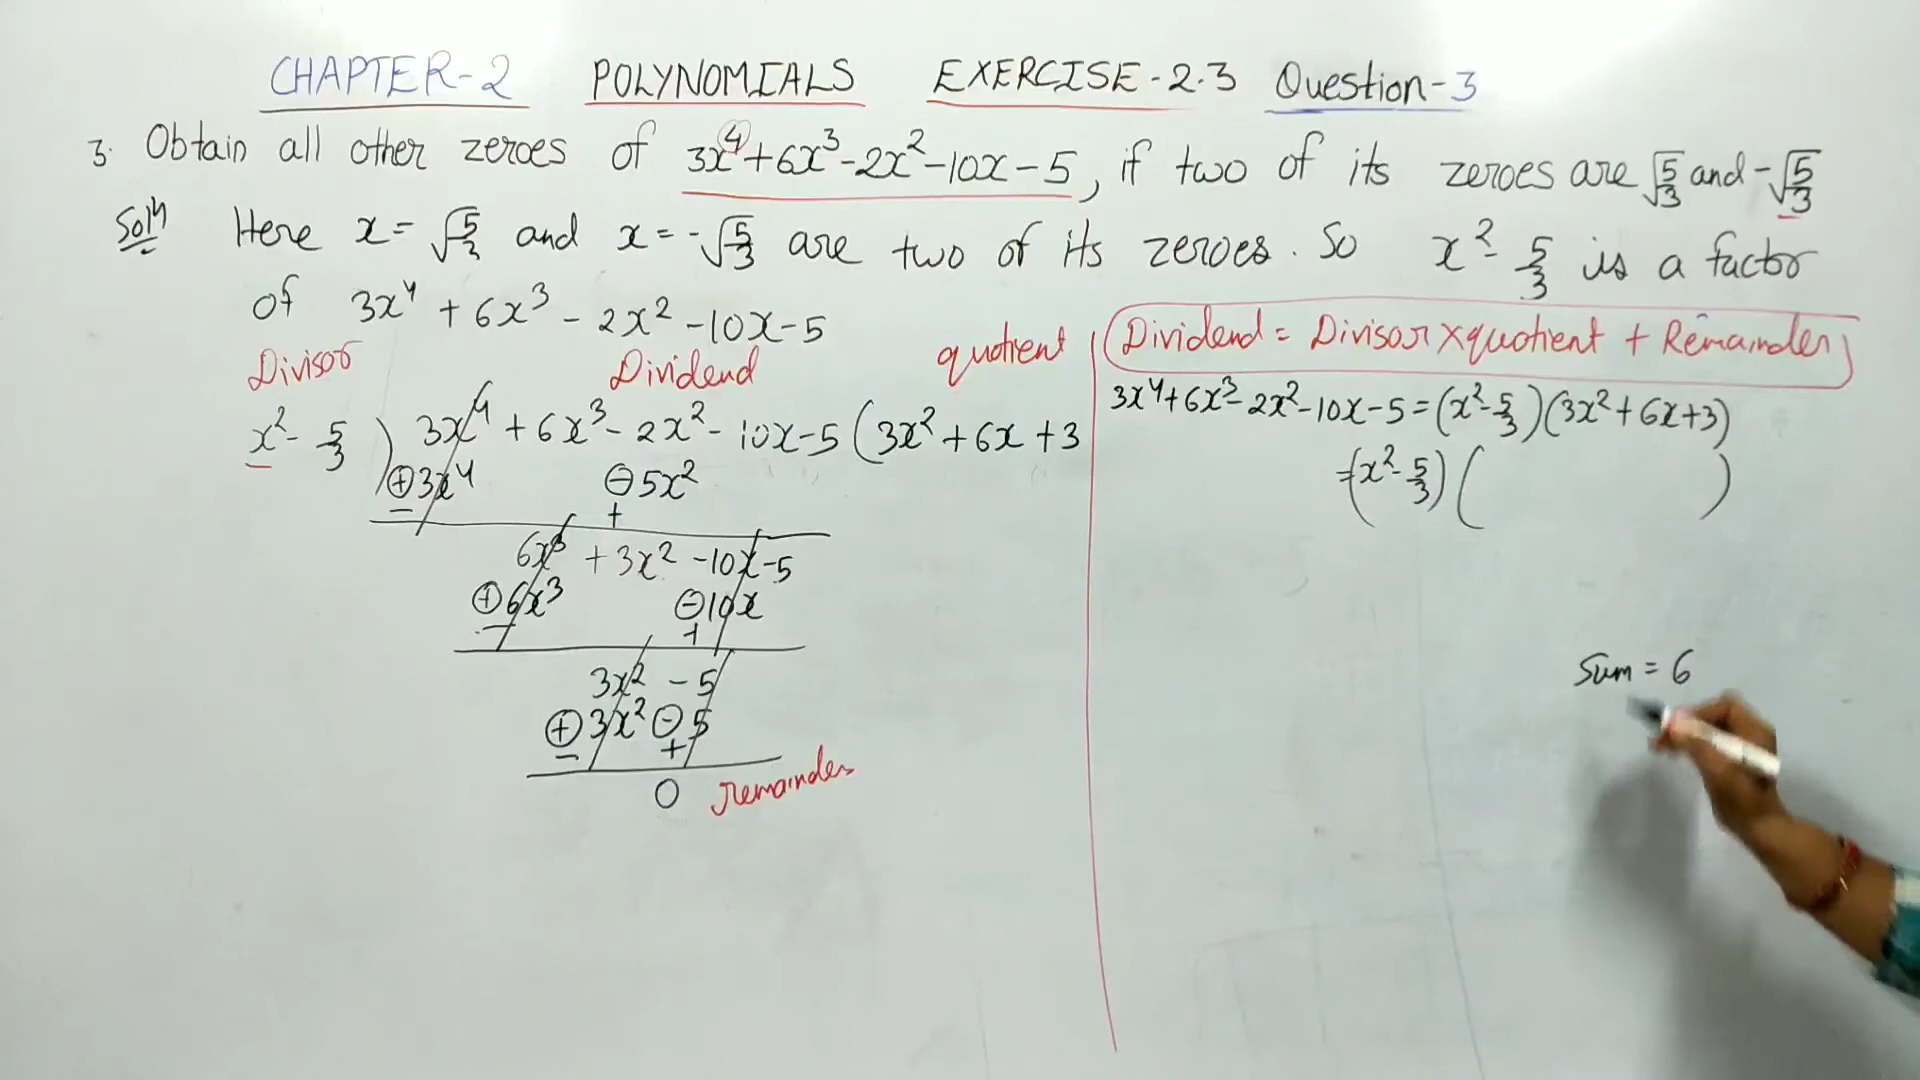 CHAPTER-2 POLYNOMIALS EXERCISE-2.3 Question-3
3. Obtain all other zeroes of 3x⁴+6x³-2x²-10x-5, if two of its zeroes are √5/3 and -√5/3
Solⁿ Here x=√5/3 and x=-√5/3 are two of its zeroes. So x²-5/3 is a factor
of 3x⁴+6x³-2x²-10x-5
Divisor Dividend quotient
x²-5/3 ) 3x⁴+6x³-2x²-10x-5 ( 3x²+6x+3
⊕3x⁴ ⊖5x²
- +
6x³+3x²-10x-5
⊕6x³ ⊖10x
- +
3x² - 5
⊕3x² ⊖5
- +
0 remainder
Dividend = Divisor × quotient + Remainder
3x⁴+6x³-2x²-10x-5=(x²-5/3)(3x²+6x+3)
=(x²-5/3)( )
Sum = 6